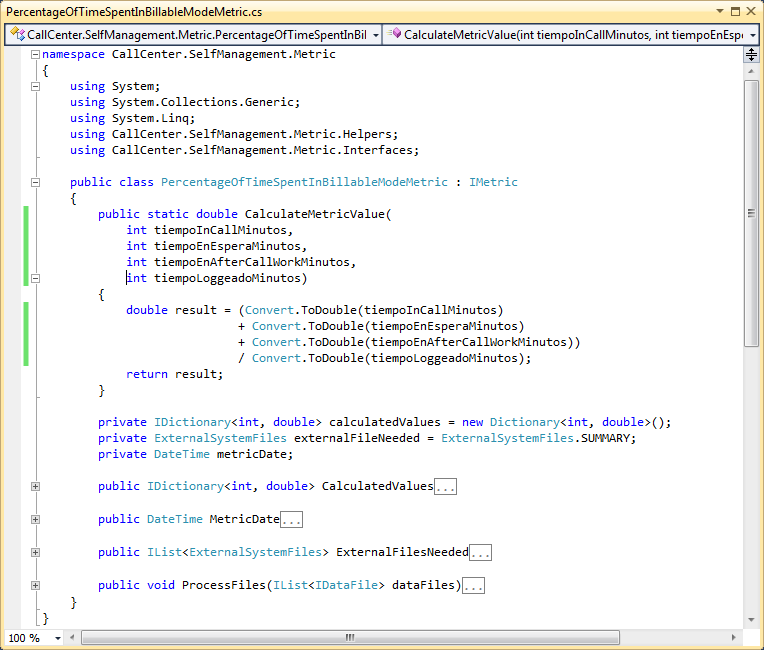 PercentageOfTimeSpentInBillableModeMetric.cs
CallCenter.SelfManagement.Metric.PercentageOfTimeSpentInBil
CalculateMetricValue(int tiempoInCallMinutos, int tiempoEnEspe
namespace CallCenter.SelfManagement.Metric
{
using System;
using System.Collections.Generic;
using System.Linq;
using CallCenter.SelfManagement.Metric.Helpers;
using CallCenter.SelfManagement.Metric.Interfaces;
public class PercentageOfTimeSpentInBillableModeMetric : IMetric
{
public static double CalculateMetricValue(
int tiempoInCallMinutos,
int tiempoEnEsperaMinutos,
int tiempoEnAfterCallWorkMinutos,
int tiempoLoggeadoMinutos)
{
double result = (Convert.ToDouble(tiempoInCallMinutos)
+ Convert.ToDouble(tiempoEnEsperaMinutos)
+ Convert.ToDouble(tiempoEnAfterCallWorkMinutos))
/ Convert.ToDouble(tiempoLoggeadoMinutos);
return result;
}
private IDictionary<int, double> calculatedValues = new Dictionary<int, double>();
private ExternalSystemFiles externalFileNeeded = ExternalSystemFiles.SUMMARY;
private DateTime metricDate;
public IDictionary<int, double> CalculatedValues...
public DateTime MetricDate...
public IList<ExternalSystemFiles> ExternalFilesNeeded...
public void ProcessFiles(IList<IDataFile> dataFiles)...
}
}
100 %